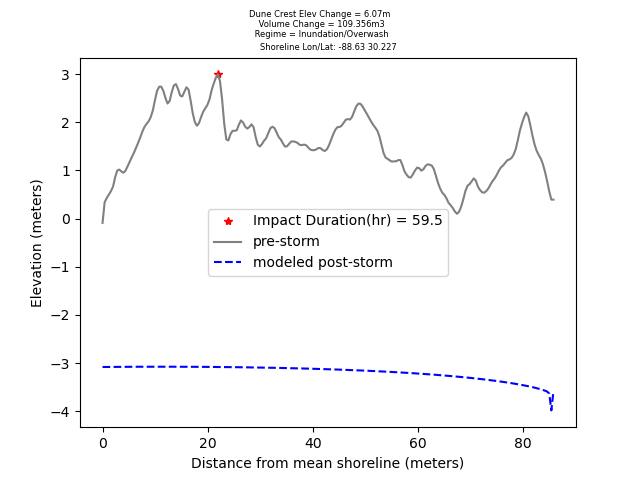 Dune Crest Elev Change = 6.07m
Volume Change = 109.356m3
Regime = Inundation/Overwash
Shoreline Lon/Lat: -88.63 30.227
3
2
1
0
−1
−2
−3
−4
Elevation (meters)
Impact Duration(hr) = 59.5
pre-storm
modeled post-storm
0 20 40 60 80
Distance from mean shoreline (meters)